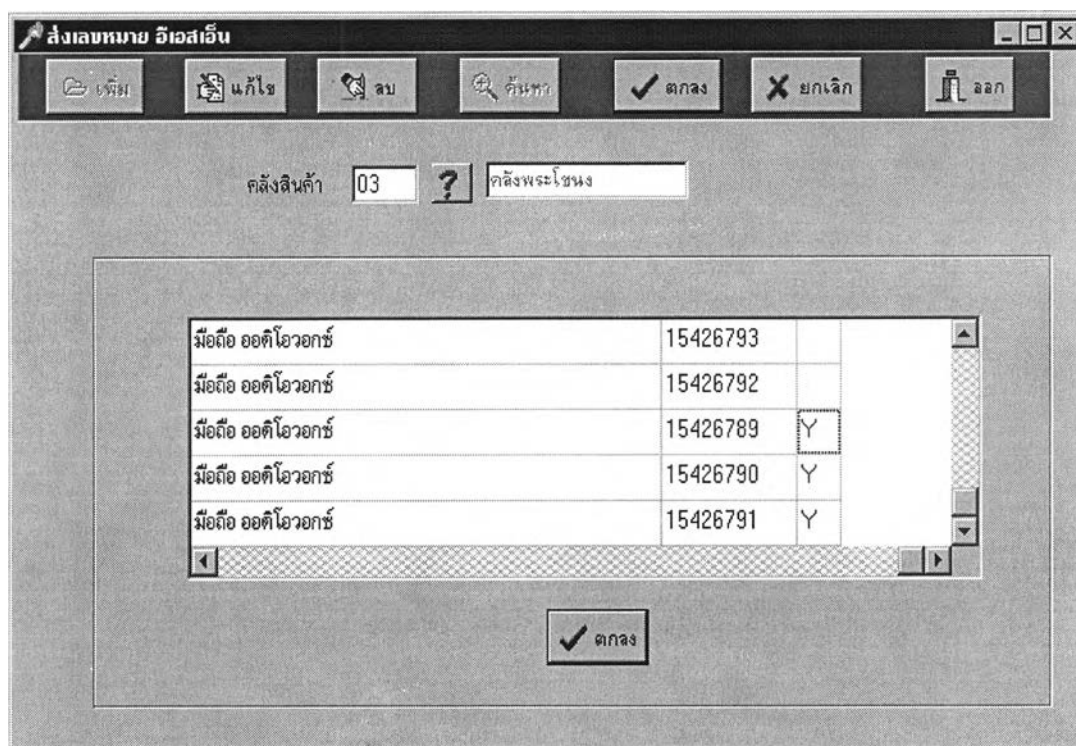 ส่งเลขหมาย อีเอสเอ็น
เพิ่ม แก้ไข ลบ ค้นหา ตกลง ยกเลิก ออก
คลังสินค้า 03 ? คลังพระโขนง
มือถือ ออดิโอวอกซ์ 15426793
มือถือ ออดิโอวอกซ์ 15426792
มือถือ ออดิโอวอกซ์ 15426789 Y
มือถือ ออดิโอวอกซ์ 15426790 Y
มือถือ ออดิโอวอกซ์ 15426791 Y
ตกลง